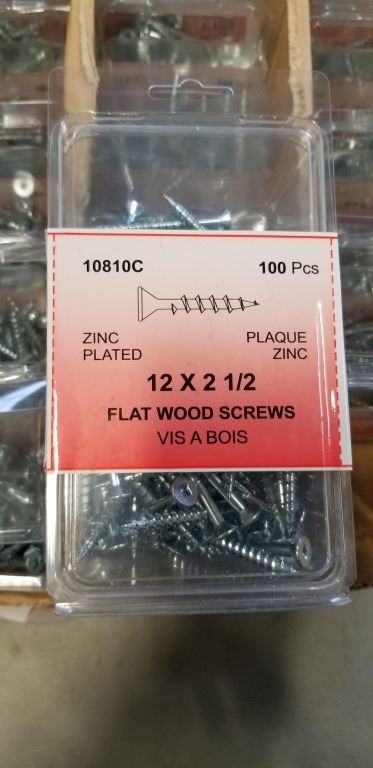 10810C 100 Pcs
ZINC PLAQUE
PLATED ZINC
12 X 2 1/2
FLAT WOOD SCREWS
VIS A BOIS